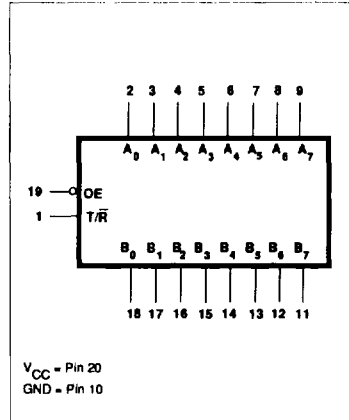 2 3 4 5 6 7 8 9
A0 A1 A2 A3 A4 A5 A6 A7
19 OE
1 T/R̅
B0 B1 B2 B3 B4 B5 B6 B7
18 17 16 15 14 13 12 11
VCC = Pin 20
GND = Pin 10